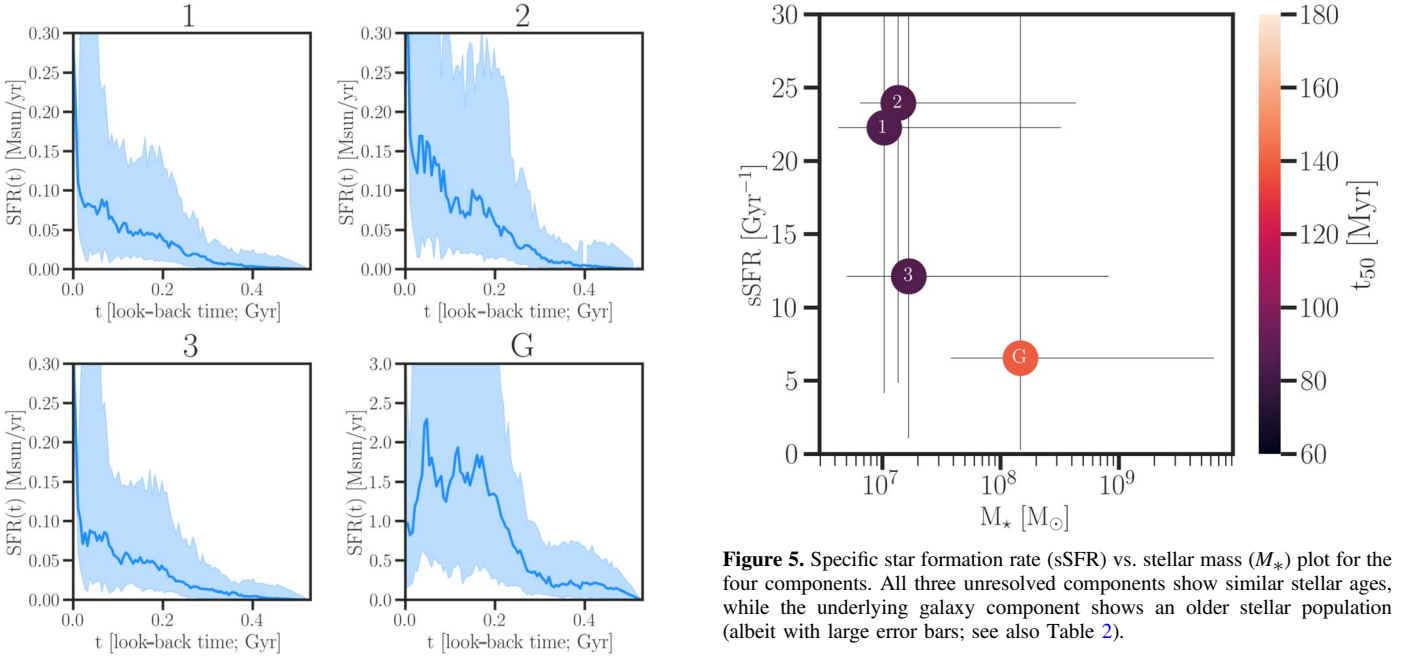 1
0.30
0.25
0.20
0.15
0.10
0.05
0.00
SFR(t) [Msun/yr]
0.0 0.2 0.4
t [look-back time; Gyr]
2
0.30
0.25
0.20
0.15
0.10
0.05
0.00
SFR(t) [Msun/yr]
0.0 0.2 0.4
t [look-back time; Gyr]
3
0.30
0.25
0.20
0.15
0.10
0.05
0.00
SFR(t) [Msun/yr]
0.0 0.2 0.4
t [look-back time; Gyr]
G
3.0
2.5
2.0
1.5
1.0
0.5
0.0
SFR(t) [Msun/yr]
0.0 0.2 0.4
t [look-back time; Gyr]
30
25
20
15
10
5
0
sSFR [Gyr⁻¹]
2
1
3
G
10⁷ 10⁸ 10⁹
M⋆ [M⊙]
180
160
140
120
100
80
60
t₅₀ [Myr]
Figure 5. Specific star formation rate (sSFR) vs. stellar mass (M*) plot for the
four components. All three unresolved components show similar stellar ages,
while the underlying galaxy component shows an older stellar population
(albeit with large error bars; see also Table 2).